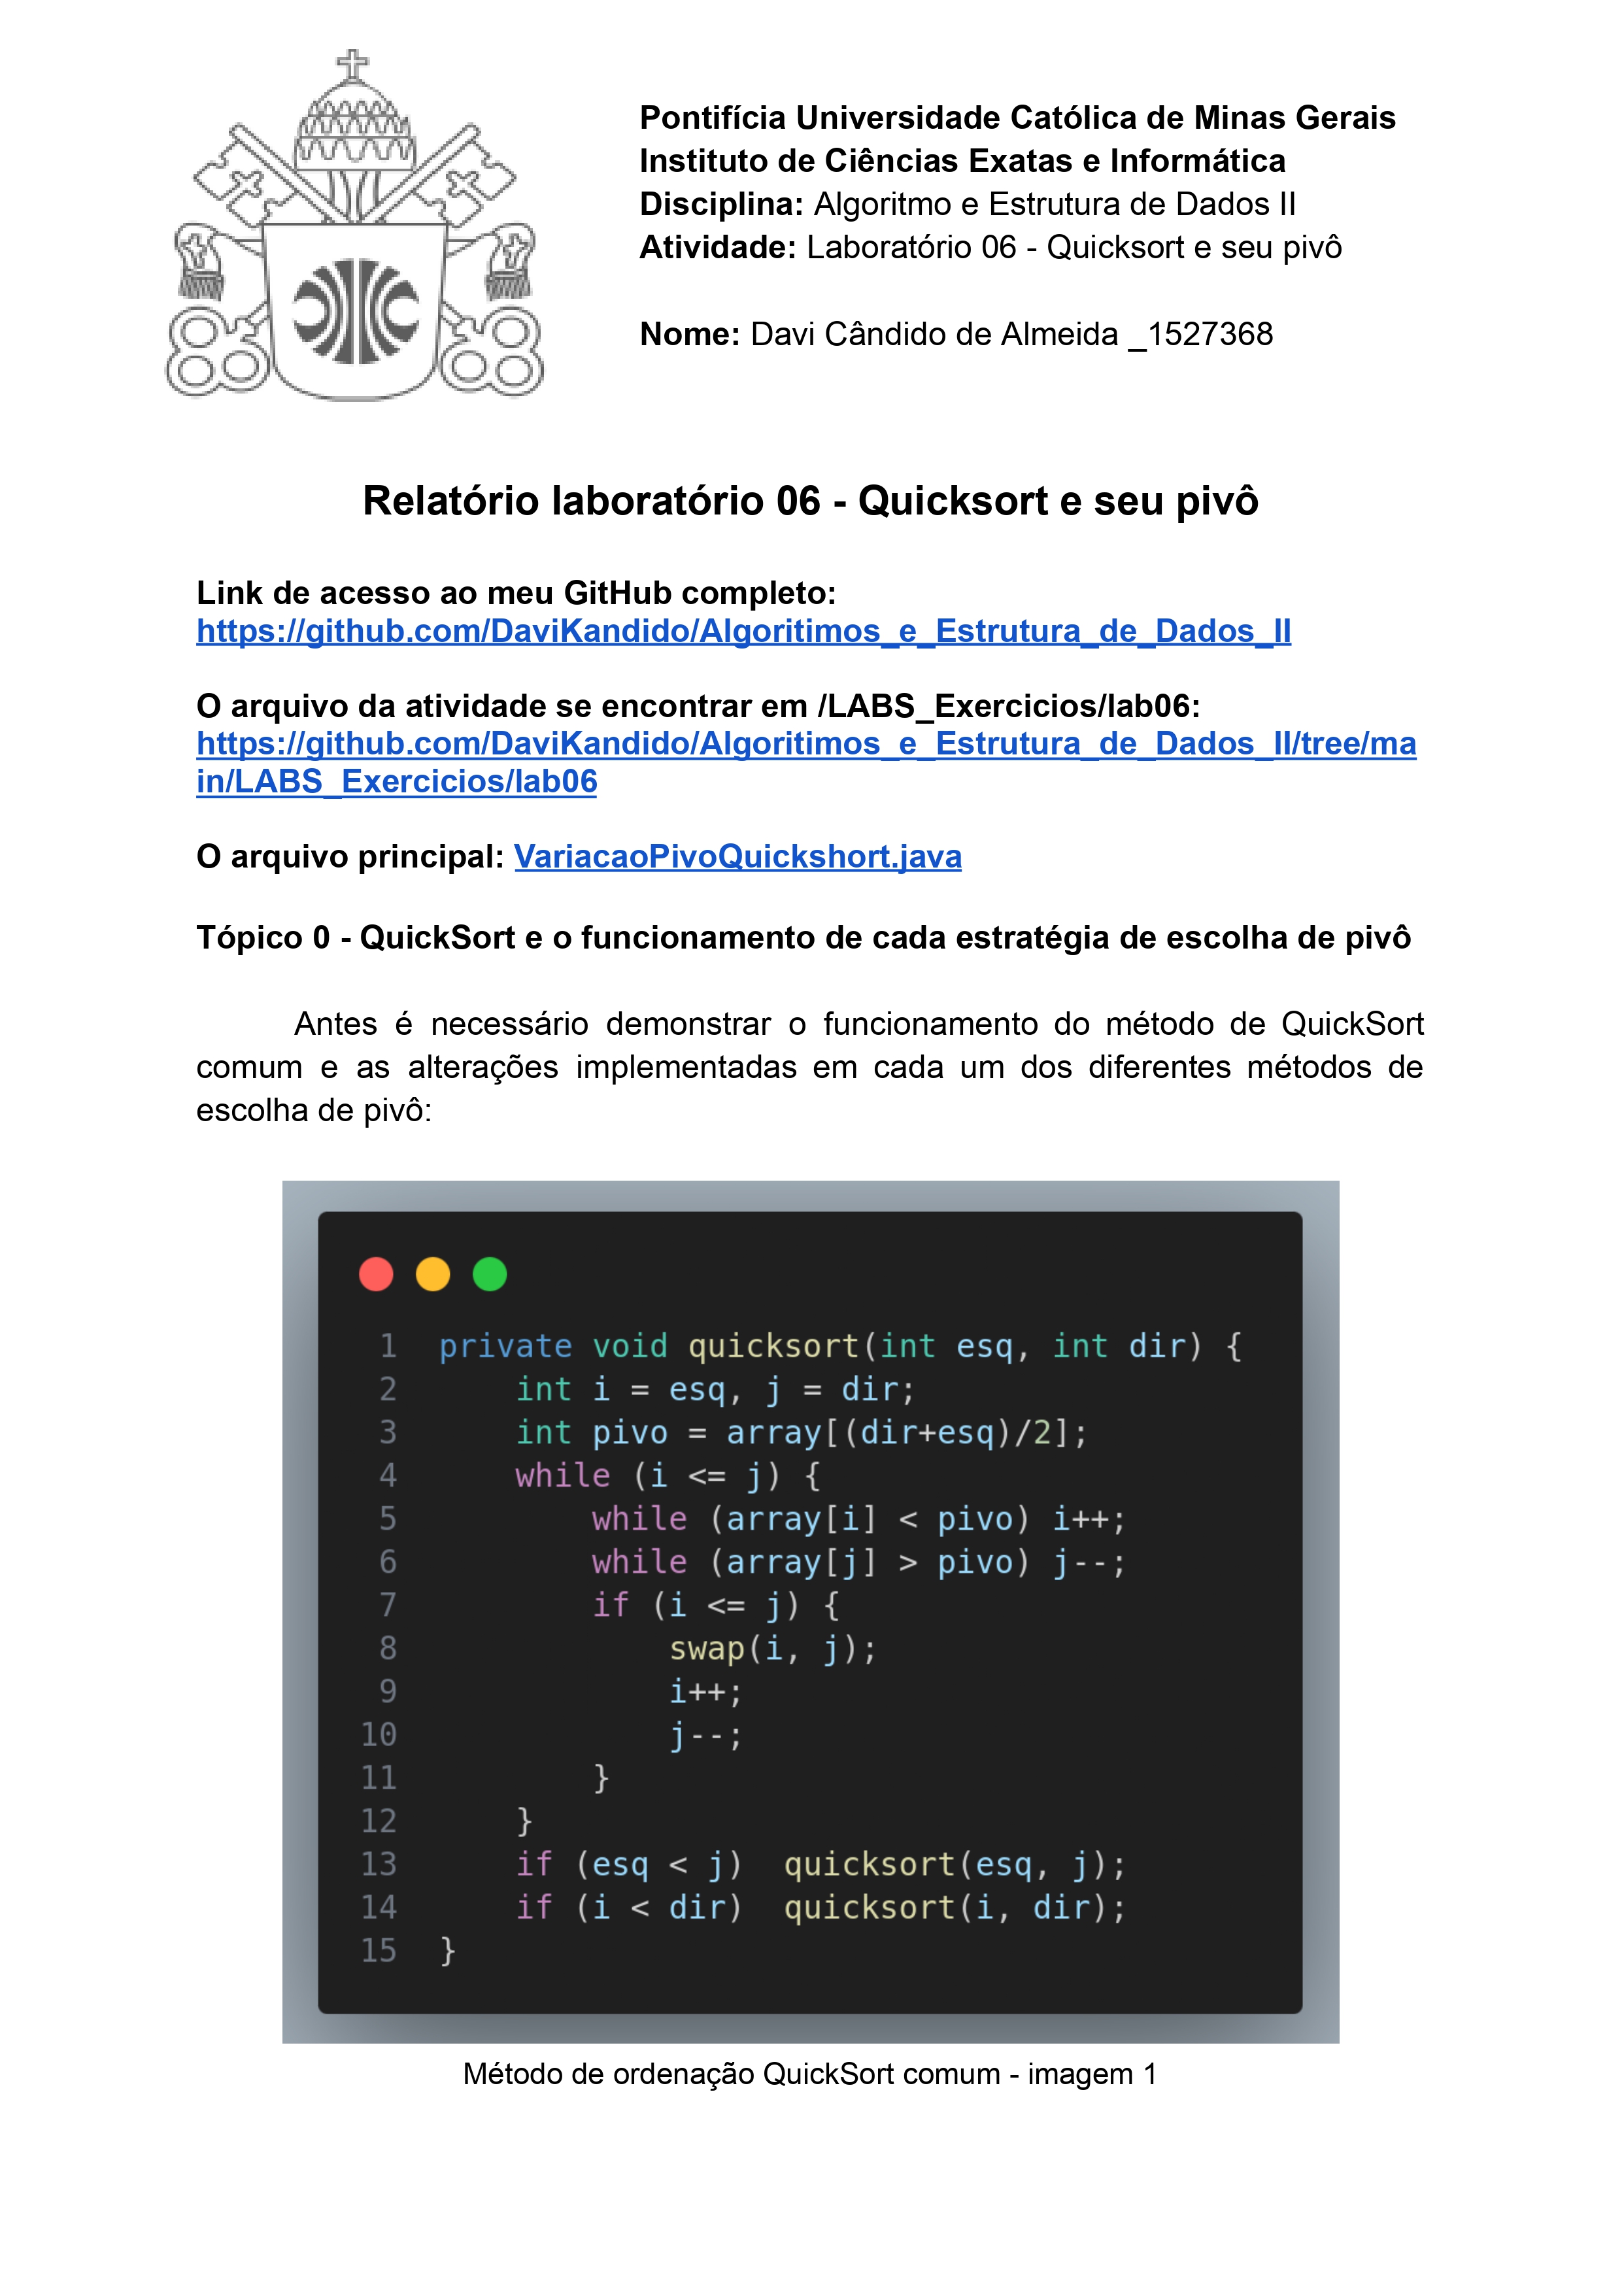 Pontifícia Universidade Católica de Minas Gerais
Instituto de Ciências Exatas e Informática
Disciplina: Algoritmo e Estrutura de Dados II
Atividade: Laboratório 06 - Quicksort e seu pivô
Nome: Davi Cândido de Almeida _1527368
Relatório laboratório 06 - Quicksort e seu pivô
Link de acesso ao meu GitHub completo:
https://github.com/DaviKandido/Algoritimos_e_Estrutura_de_Dados_II
O arquivo da atividade se encontrar em /LABS_Exercicios/lab06:
https://github.com/DaviKandido/Algoritimos_e_Estrutura_de_Dados_II/tree/ma
in/LABS_Exercicios/lab06
O arquivo principal: VariacaoPivoQuickshort.java
Tópico 0 - QuickSort e o funcionamento de cada estratégia de escolha de pivô
Antes é necessário demonstrar o funcionamento do método de QuickSort
comum e as alterações implementadas em cada um dos diferentes métodos de
escolha de pivô:
1 private void quicksort(int esq, int dir) {
2     int i = esq, j = dir;
3     int pivo = array[(dir+esq)/2];
4     while (i <= j) {
5         while (array[i] < pivo) i++;
6         while (array[j] > pivo) j--;
7         if (i <= j) {
8             swap(i, j);
9             i++;
10             j--;
11         }
12     }
13     if (esq < j)  quicksort(esq, j);
14     if (i < dir)  quicksort(i, dir);
15 }
Método de ordenação QuickSort comum - imagem 1